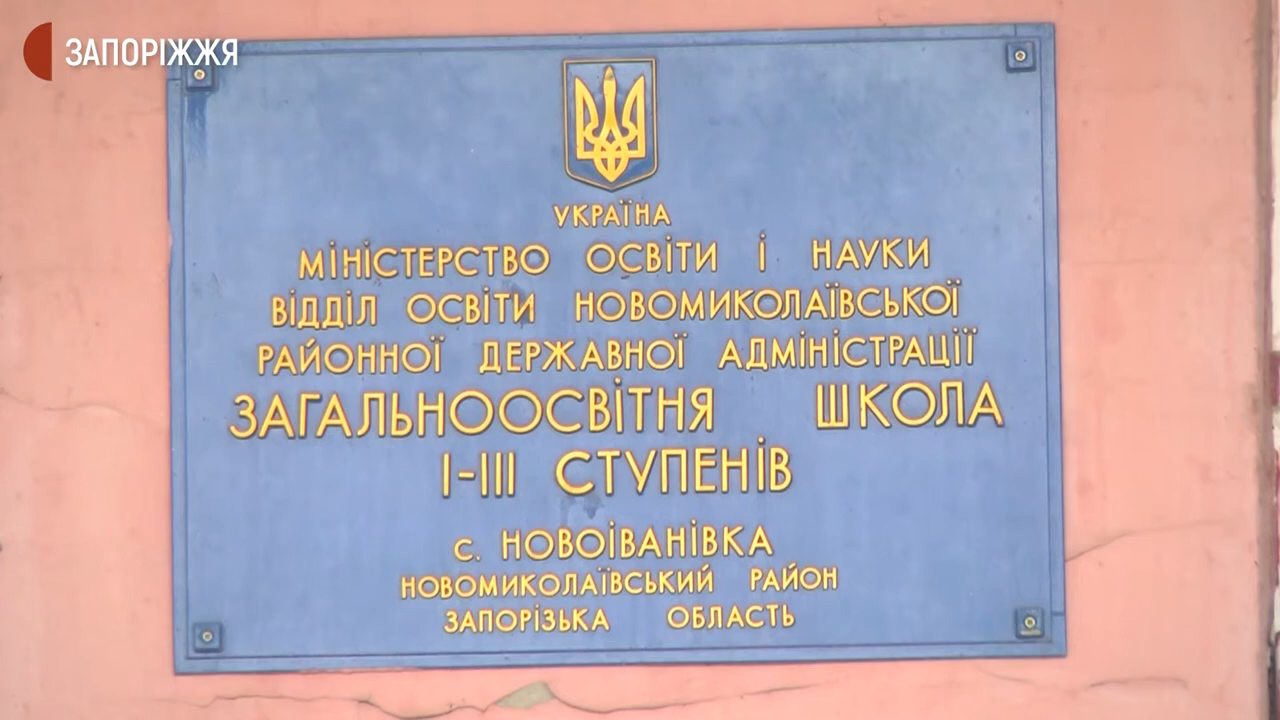 ЗАПОРІЖЖЯ
УКРАЇНА
МІНІСТЕРСТВО ОСВІТИ І НАУКИ
ВІДДІЛ ОСВІТИ НОВОМИКОЛАЇВСЬКОЇ
РАЙОННОЇ ДЕРЖАВНОЇ АДМІНІСТРАЦІЇ
ЗАГАЛЬНООСВІТНЯ ШКОЛА
І-ІІІ СТУПЕНІВ
с. НОВОІВАНІВКА
НОВОМИКОЛАЇВСЬКИЙ РАЙОН
ЗАПОРІЗЬКА ОБЛАСТЬ